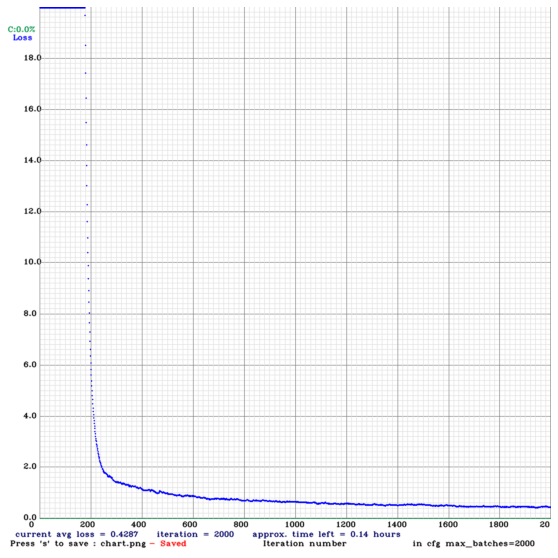 C:0.0%
Loss
18.0
16.0
14.0
12.0
10.0
8.0
6.0
4.0
2.0
0.0
0 200 400 600 800 1000 1200 1400 1600 1800 2000
current avg loss = 0.4287 iteration = 2000 approx. time left = 0.14 hours
Press 's' to save : chart.png - Saved Iteration number in cfg max_batches=2000